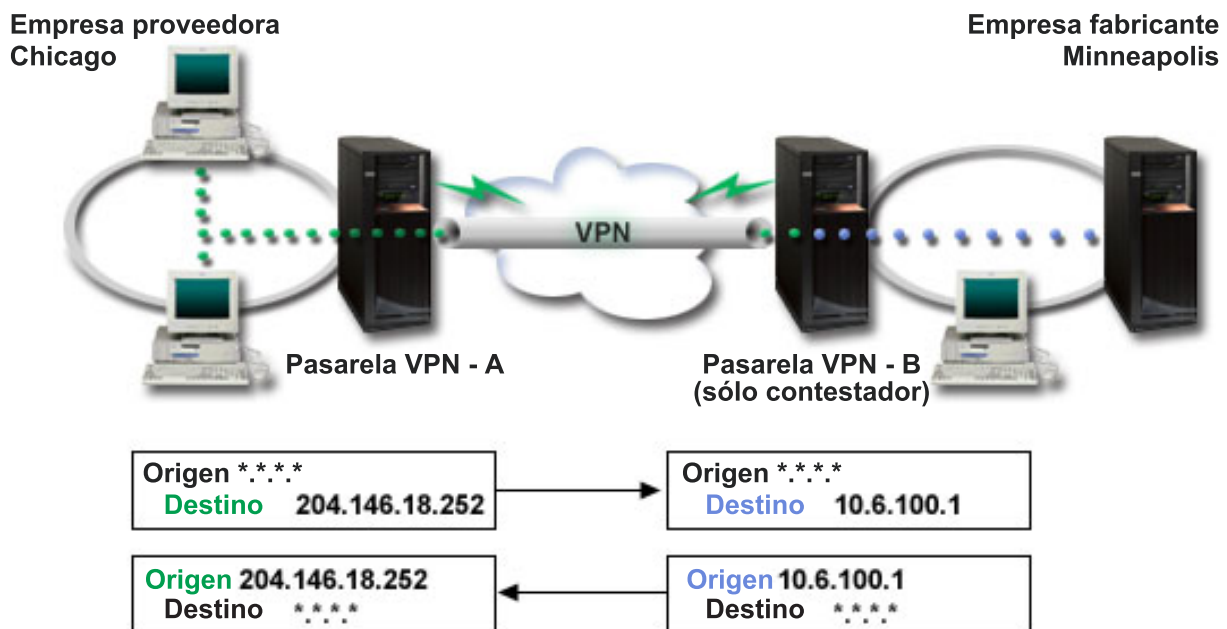 Empresa proveedora
Chicago
Empresa fabricante
Minneapolis
VPN
Pasarela VPN - A
Pasarela VPN - B
(sólo contestador)
Origen *.*.*.*
Destino 204.146.18.252
Origen *.*.*.*
Destino 10.6.100.1
Origen 204.146.18.252
Destino *.*.*.*
Origen 10.6.100.1
Destino *.*.*.*